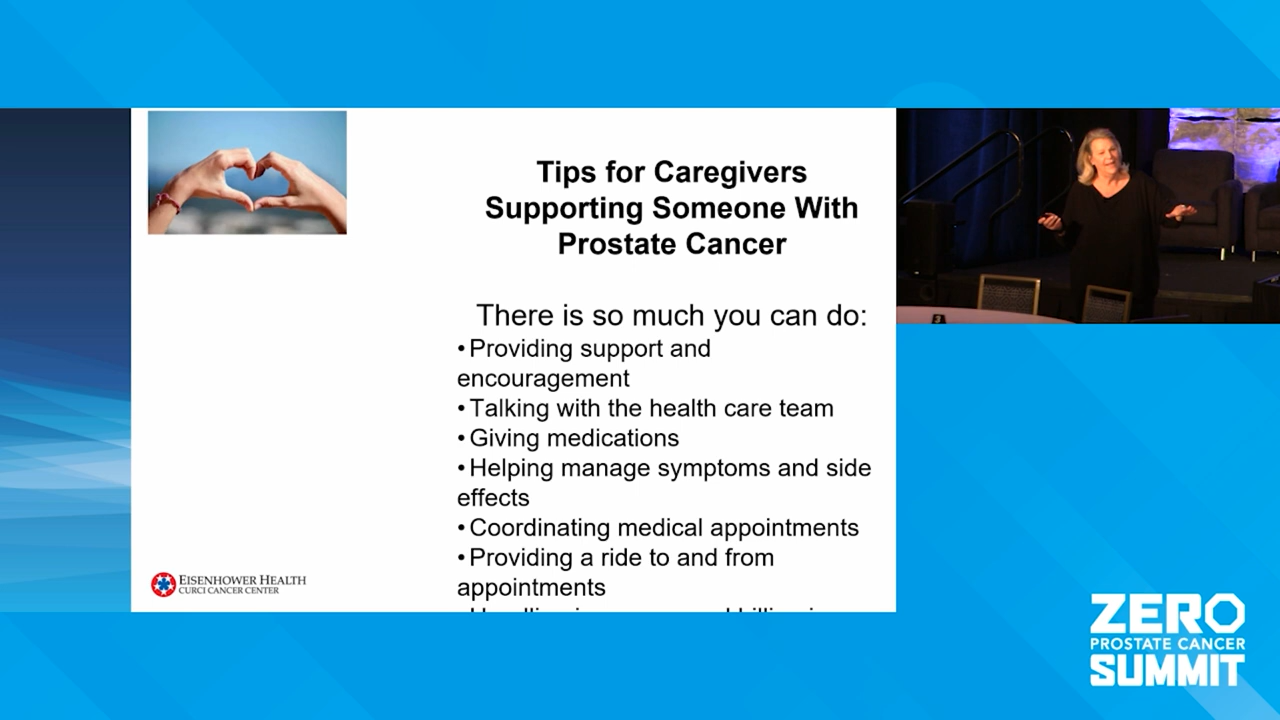 Tips for Caregivers
Supporting Someone With
Prostate Cancer
There is so much you can do:
• Providing support and
encouragement
• Talking with the health care team
• Giving medications
• Helping manage symptoms and side
effects
• Coordinating medical appointments
• Providing a ride to and from
appointments
EISENHOWER HEALTH
CURCI CANCER CENTER
3
ZERO
PROSTATE CANCER
SUMMIT